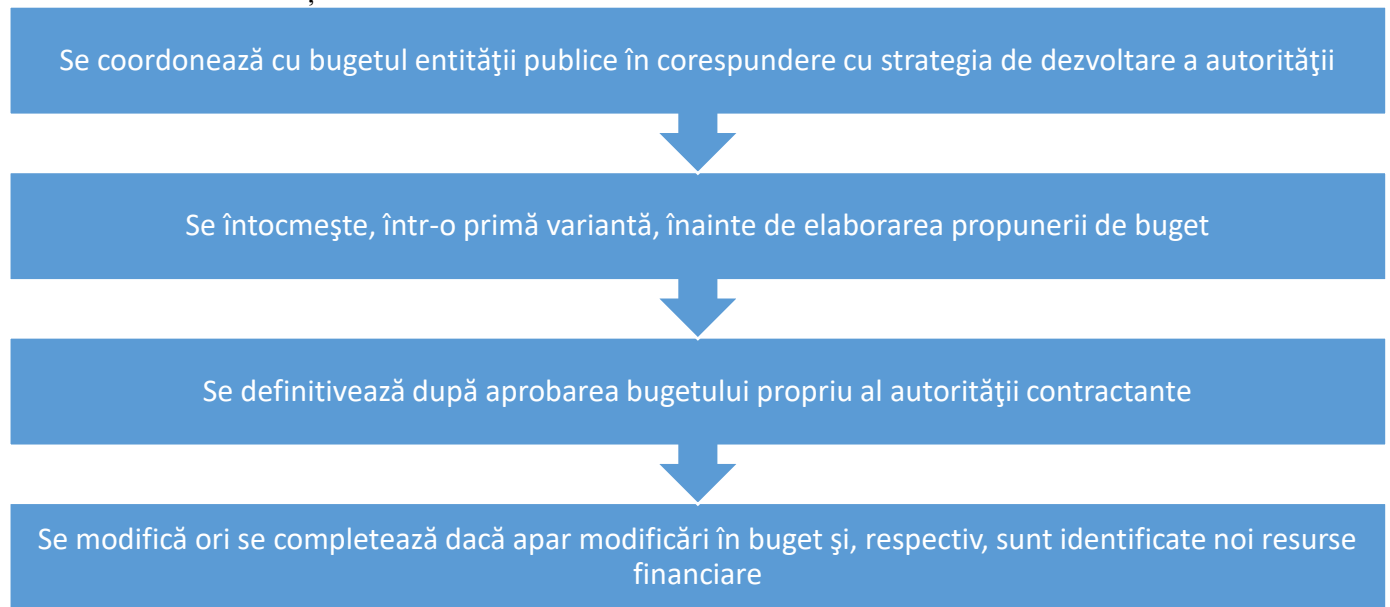 Se coordonează cu bugetul entităţii publice în corespundere cu strategia de dezvoltare a autorităţii
Se întocmeşte, într-o primă variantă, înainte de elaborarea propunerii de buget
Se definitivează după aprobarea bugetului propriu al autorităţii contractante
Se modifică ori se completează dacă apar modificări în buget şi, respectiv, sunt identificate noi resurse
financiare